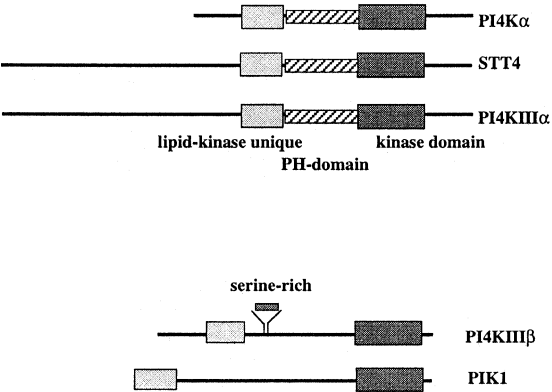 PI4Kα
STT4
PI4KIIIα
lipid-kinase unique
kinase domain
PH-domain
serine-rich
PI4KIIIβ
PIK1